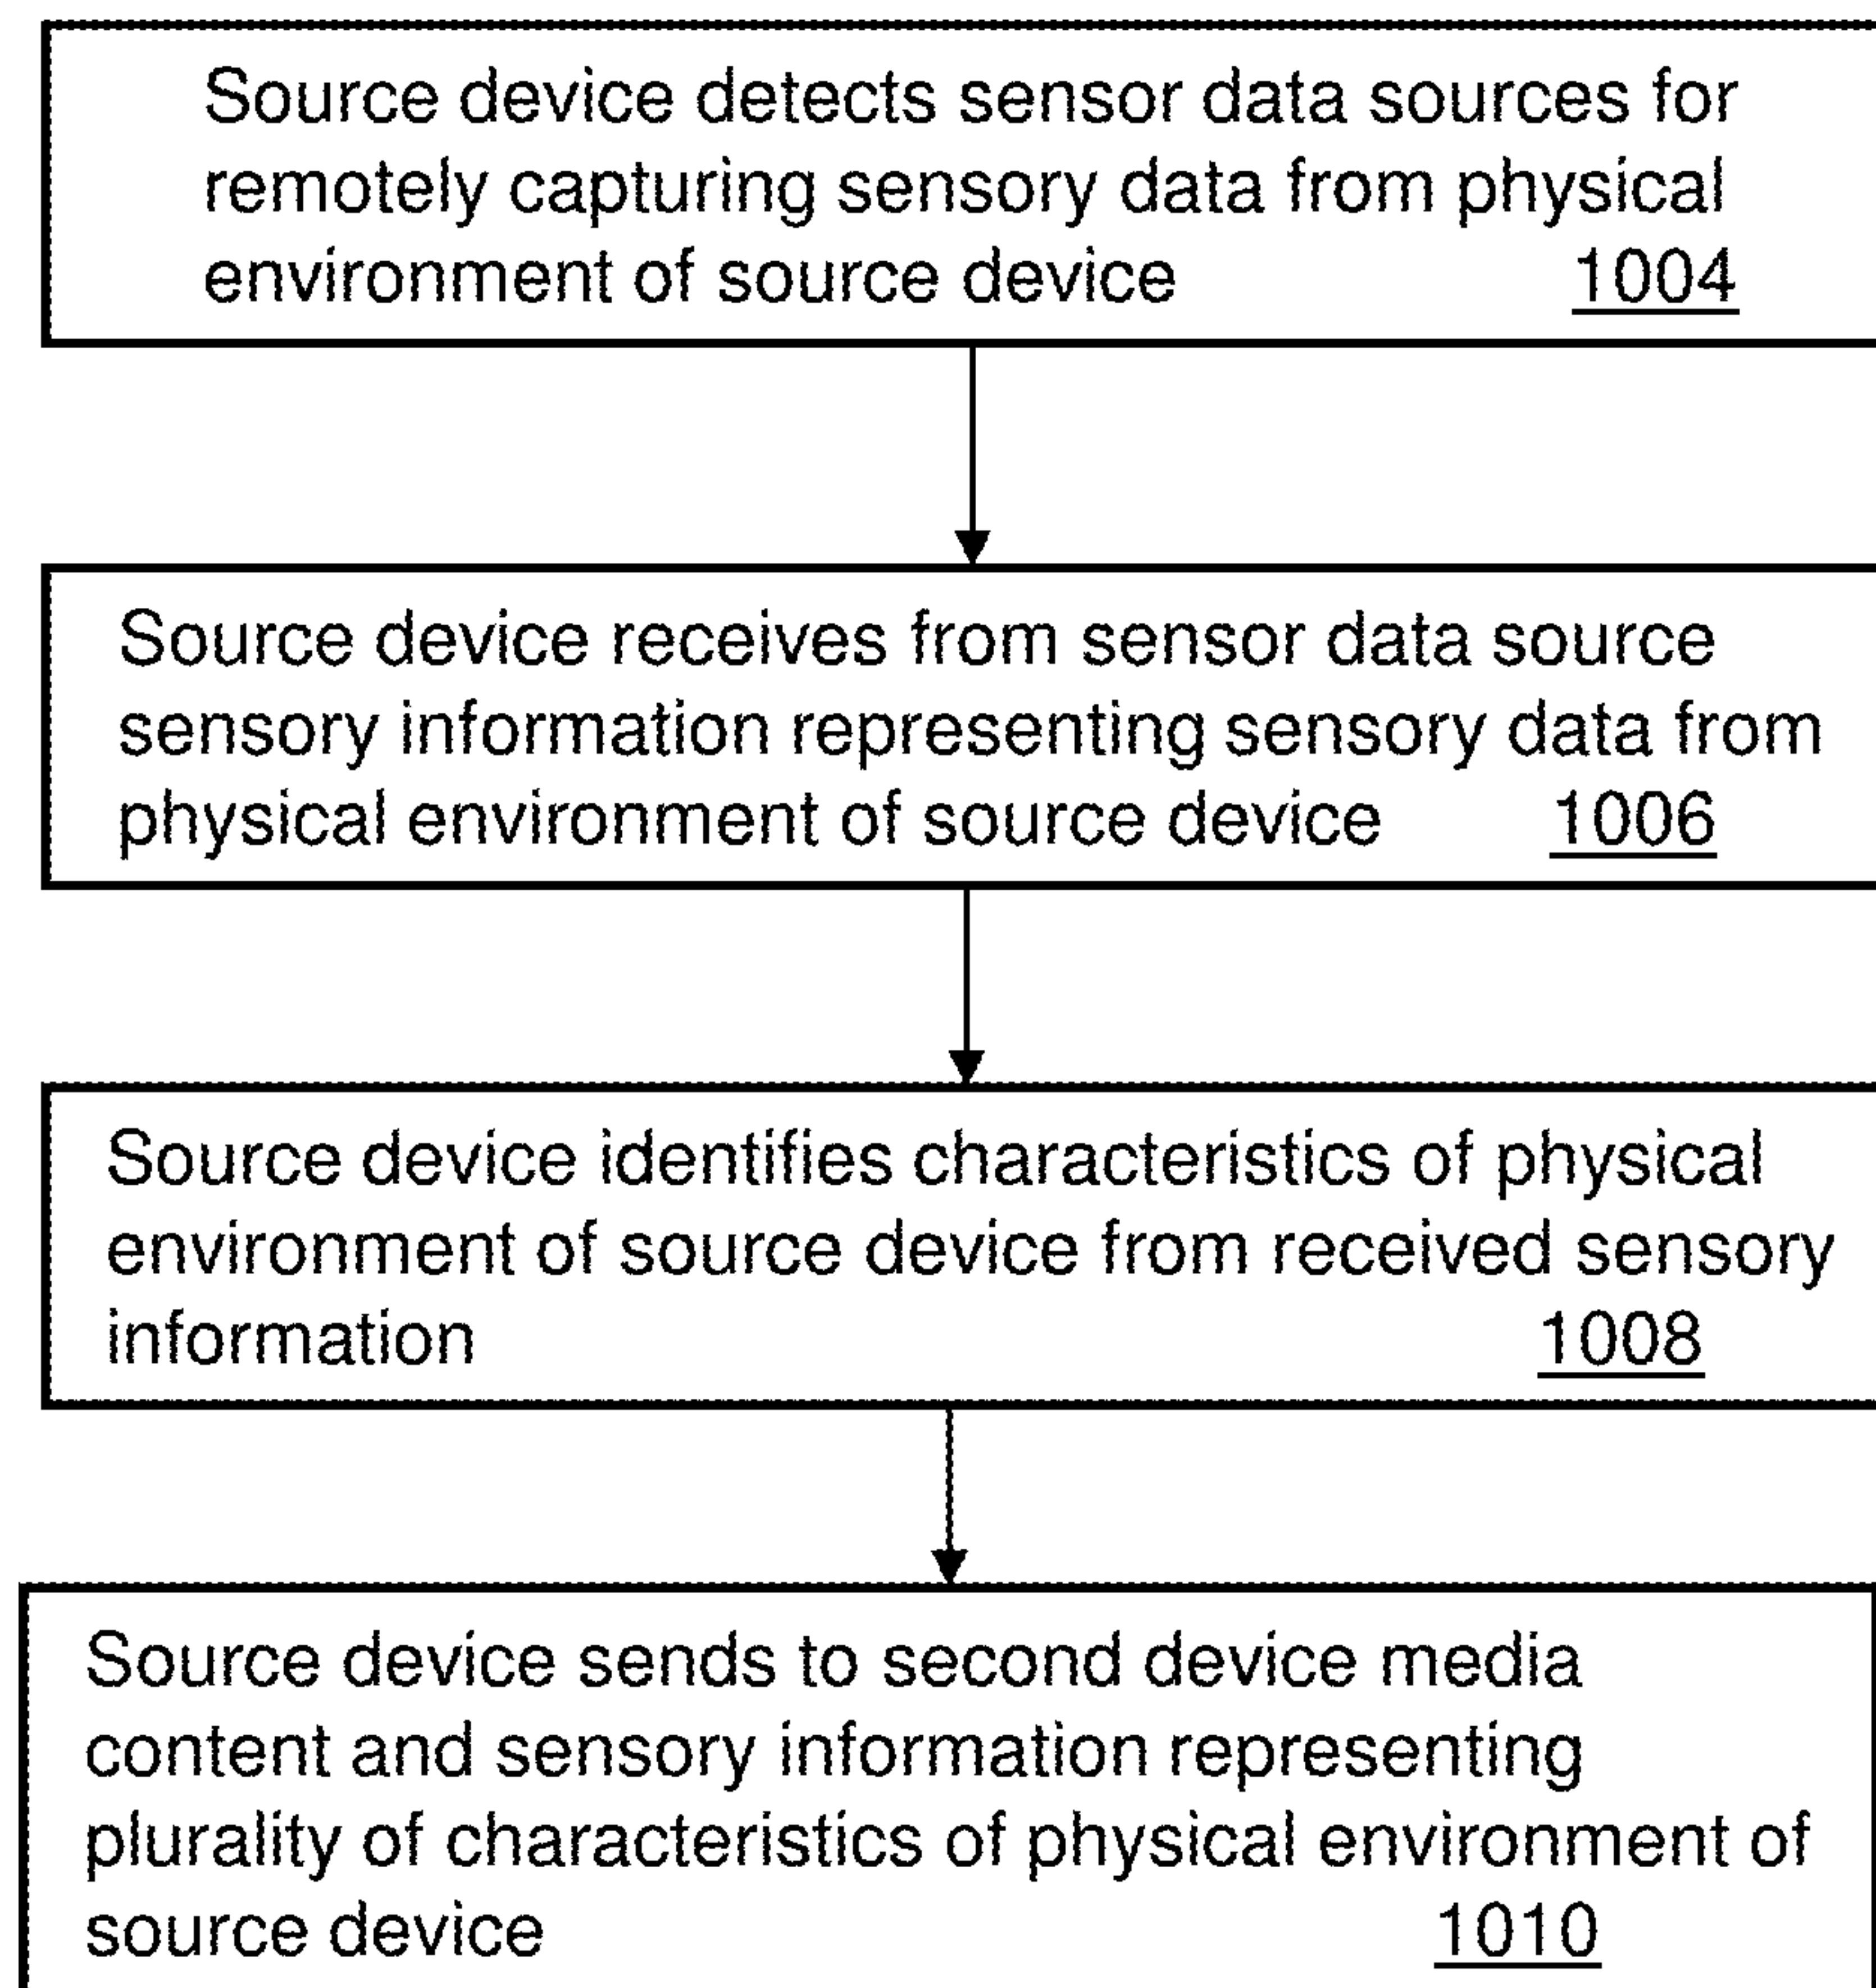 Source device detects sensor data sources for
remotely capturing sensory data from physical
environment of source device 1004
Source device receives from sensor data source
sensory information representing sensory data from
physical environment of source device 1006
Source device identifies characteristics of physical
environment of source device from received sensory
information 1008
Source device sends to second device media
content and sensory information representing
plurality of characteristics of physical environment of
source device 1010